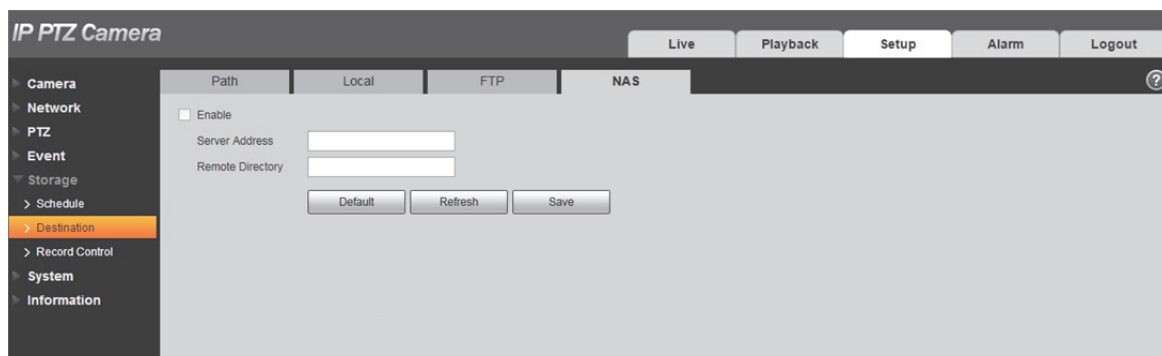 IP PTZ Camera
Live Playback Setup Alarm Logout
Camera
Network
PTZ
Event
Storage
Schedule
Destination
Record Control
System
Information
Path Local FTP NAS
?
Enable
Server Address
Remote Directory
Default Refresh Save